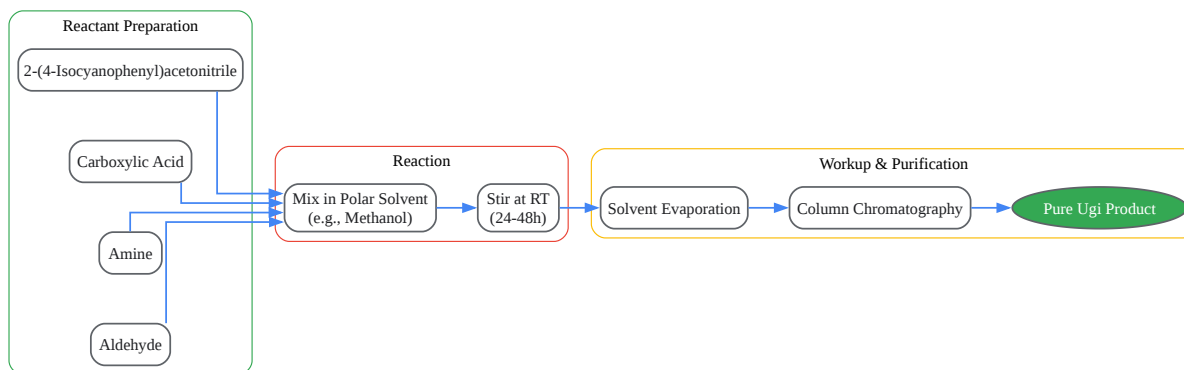 Reactant Preparation
2-(4-Isocyanophenyl)acetonitrile
Carboxylic Acid
Amine
Aldehyde
Reaction
Mix in Polar Solvent
(e.g., Methanol)
Stir at RT
(24-48h)
Workup & Purification
Solvent Evaporation
Column Chromatography
Pure Ugi Product